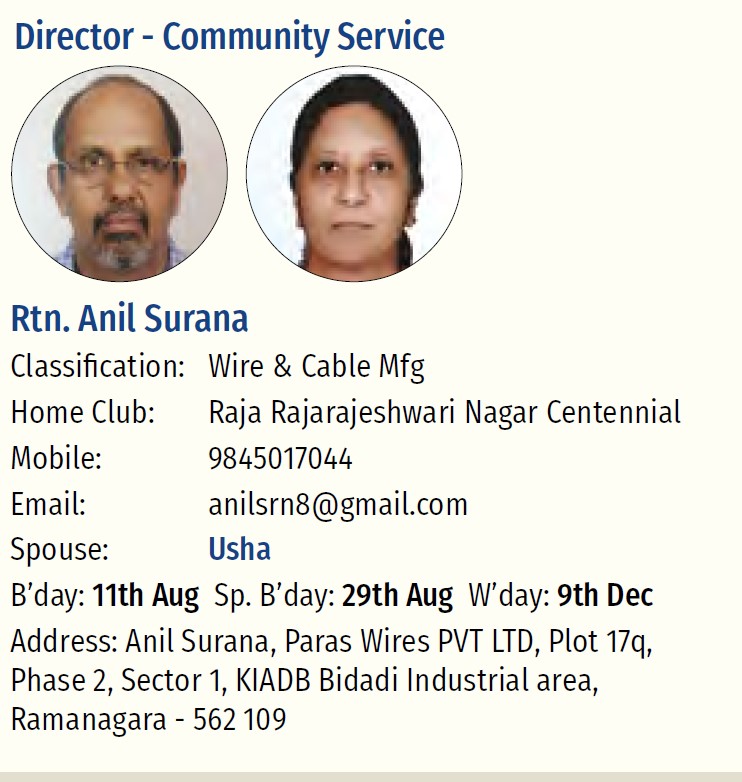 Director - Community Service
Rtn. Anil Surana
Classification: Wire & Cable Mfg
Home Club: Raja Rajarajeshwari Nagar Centennial
Mobile: 9845017044
Email: anilsrn8@gmail.com
Spouse: Usha
B’day: 11th Aug Sp. B’day: 29th Aug W’day: 9th Dec
Address: Anil Surana, Paras Wires PVT LTD, Plot 17q,
Phase 2, Sector 1, KIADB Bidadi Industrial area,
Ramanagara - 562 109